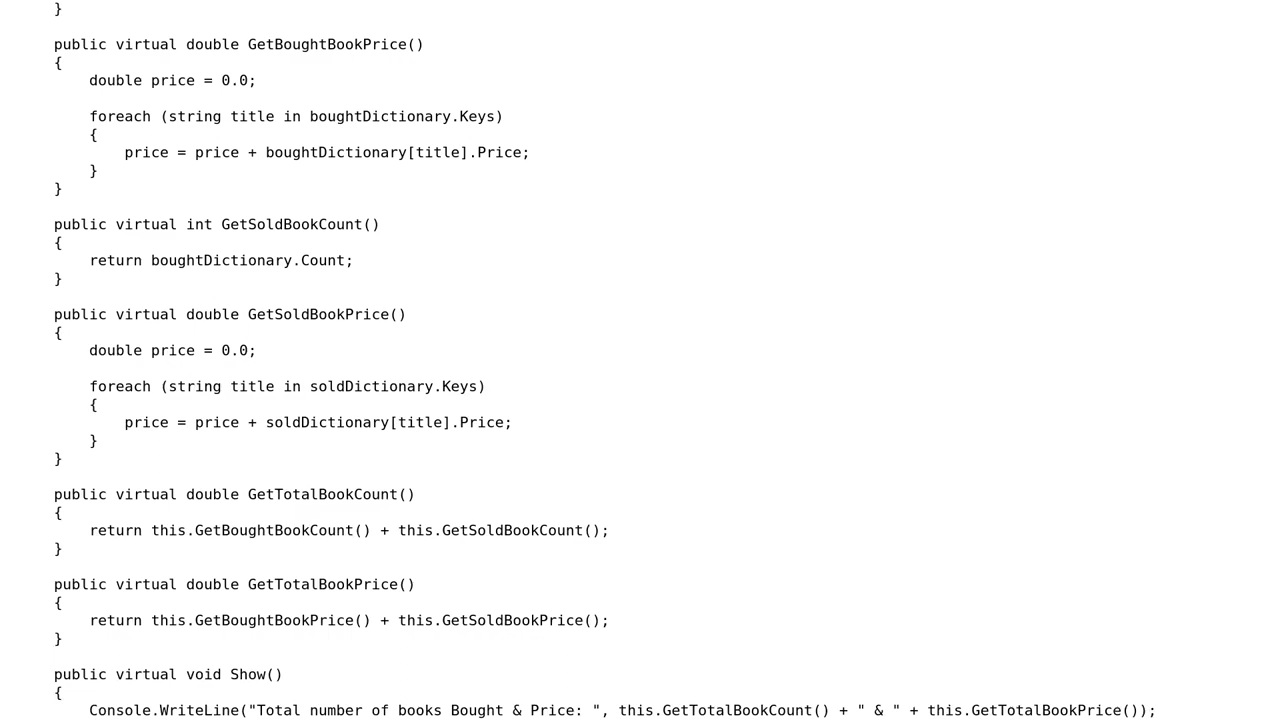 }
public virtual double GetBoughtBookPrice()
{
double price = 0.0;
foreach (string title in boughtDictionary.Keys)
{
price = price + boughtDictionary[title].Price;
}
}
public virtual int GetSoldBookCount()
{
return boughtDictionary.Count;
}
public virtual double GetSoldBookPrice()
{
double price = 0.0;
foreach (string title in soldDictionary.Keys)
{
price = price + soldDictionary[title].Price;
}
}
public virtual double GetTotalBookCount()
{
return this.GetBoughtBookCount() + this.GetSoldBookCount();
}
public virtual double GetTotalBookPrice()
{
return this.GetBoughtBookPrice() + this.GetSoldBookPrice();
}
public virtual void Show()
{
Console.WriteLine("Total number of books Bought & Price: ", this.GetTotalBookCount() + " & " + this.GetTotalBookPrice());